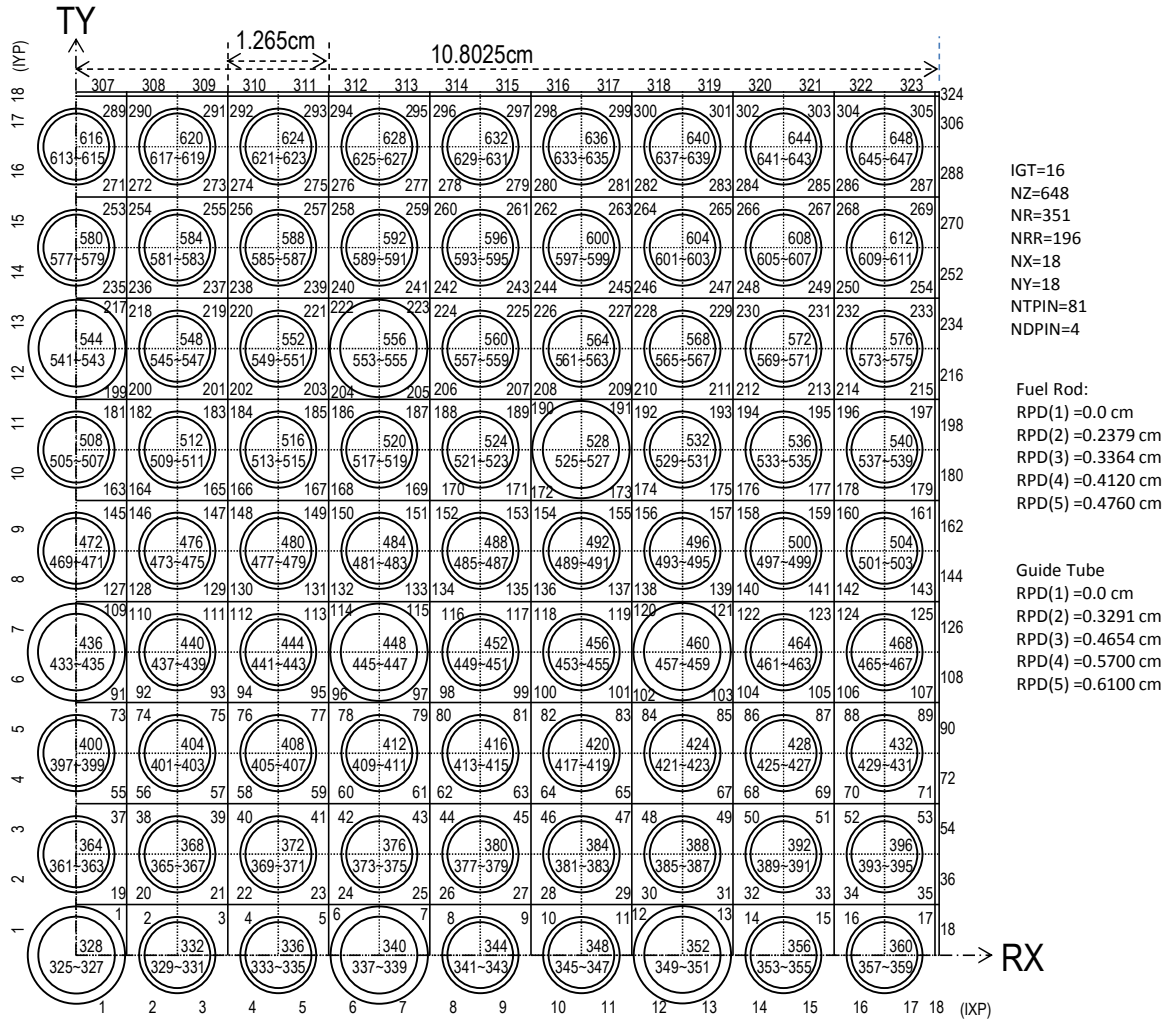 TY
(IYP)
1.265cm
10.8025cm
307 308 309 310 311 312 313 314 315 316 317 318 319 320 321 322 323
18 324
17 289 290 291 292 293 294 295 296 297 298 299 300 301 302 303 304 305 306
616 620 624 628 632 636 640 644 648
613~615 617~619 621~623 625~627 629~631 633~635 637~639 641~643 645~647
16 271 272 273 274 275 276 277 278 279 280 281 282 283 284 285 286 287 288
15 253 254 255 256 257 258 259 260 261 262 263 264 265 266 267 268 269 270
580 584 588 592 596 600 604 608 612
577~579 581~583 585~587 589~591 593~595 597~599 601~603 605~607 609~611
14 235 236 237 238 239 240 241 242 243 244 245 246 247 248 249 250 254 252
13 217 218 219 220 221 222 223 224 225 226 227 228 229 230 231 232 233 234
544 548 552 556 560 564 568 572 576
541~543 545~547 549~551 553~555 557~559 561~563 565~567 569~571 573~575
12 199 200 201 202 203 204 205 206 207 208 209 210 211 212 213 214 215 216
11 181 182 183 184 185 186 187 188 189 190 191 192 193 194 195 196 197 198
508 512 516 520 524 528 532 536 540
505~507 509~511 513~515 517~519 521~523 525~527 529~531 533~535 537~539
10 163 164 165 166 167 168 169 170 171 172 173 174 175 176 177 178 179 180
9 145 146 147 148 149 150 151 152 153 154 155 156 157 158 159 160 161 162
472 476 480 484 488 492 496 500 504
469~471 473~475 477~479 481~483 485~487 489~491 493~495 497~499 501~503
8 127 128 129 130 131 132 133 134 135 136 137 138 139 140 141 142 143 144
7 109 110 111 112 113 114 115 116 117 118 119 120 121 122 123 124 125 126
436 440 444 448 452 456 460 464 468
433~435 437~439 441~443 445~447 449~451 453~455 457~459 461~463 465~467
6 91 92 93 94 95 96 97 98 99 100 101 102 103 104 105 106 107 108
5 73 74 75 76 77 78 79 80 81 82 83 84 85 86 87 88 89 90
400 404 408 412 416 420 424 428 432
397~399 401~403 405~407 409~411 413~415 417~419 421~423 425~427 429~431
4 55 56 57 58 59 60 61 62 63 64 65 67 68 69 70 71 72
3 37 38 39 40 41 42 43 44 45 46 47 48 49 50 51 52 53 54
364 368 372 376 380 384 388 392 396
361~363 365~367 369~371 373~375 377~379 381~383 385~387 389~391 393~395
2 19 20 21 22 23 24 25 26 27 28 29 30 31 32 33 34 35 36
1 1 2 3 4 5 6 7 8 9 10 11 12 13 14 15 16 17 18
328 332 336 340 344 348 352 356 360
325~327 329~331 333~335 337~339 341~343 345~347 349~351 353~355 357~359
RX
1 2 3 4 5 6 7 8 9 10 11 12 13 14 15 16 17 18 (IXP)
IGT=16
NZ=648
NR=351
NRR=196
NX=18
NY=18
NTPIN=81
NDPIN=4
Fuel Rod:
RPD(1) =0.0 cm
RPD(2) =0.2379 cm
RPD(3) =0.3364 cm
RPD(4) =0.4120 cm
RPD(5) =0.4760 cm
Guide Tube
RPD(1) =0.0 cm
RPD(2) =0.3291 cm
RPD(3) =0.4654 cm
RPD(4) =0.5700 cm
RPD(5) =0.6100 cm